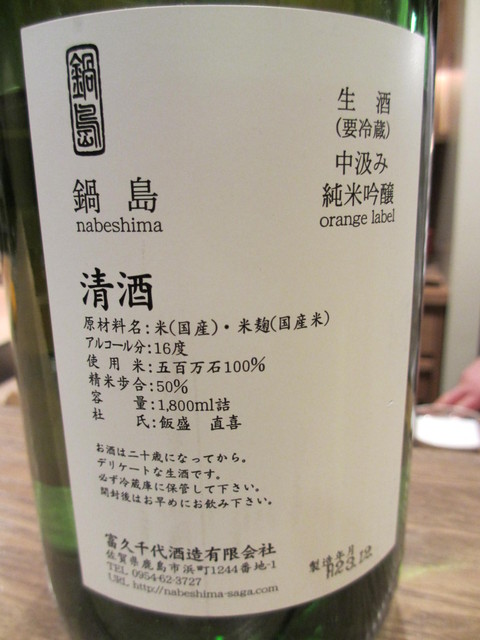 鍋島
生酒
(要冷蔵)
中汲み
純米吟醸
orange label
鍋島
nabeshima
清酒
原材料名:米(国産)・米麹(国産米)
アルコール分:16度
使用米:五百万石100%
精米歩合:50%
容量:1,800ml詰
杜氏:飯盛 直喜
お酒は二十歳になってから。
デリケートな生酒です。
必ず冷蔵庫に保管して下さい。
開封後はお早めにお飲み下さい。
富久千代酒造有限会社
佐賀県鹿島市浜町1244番地-1
TEL 0954-62-3727
URL http://nabeshima-saga.com/
製造年月
H23.12